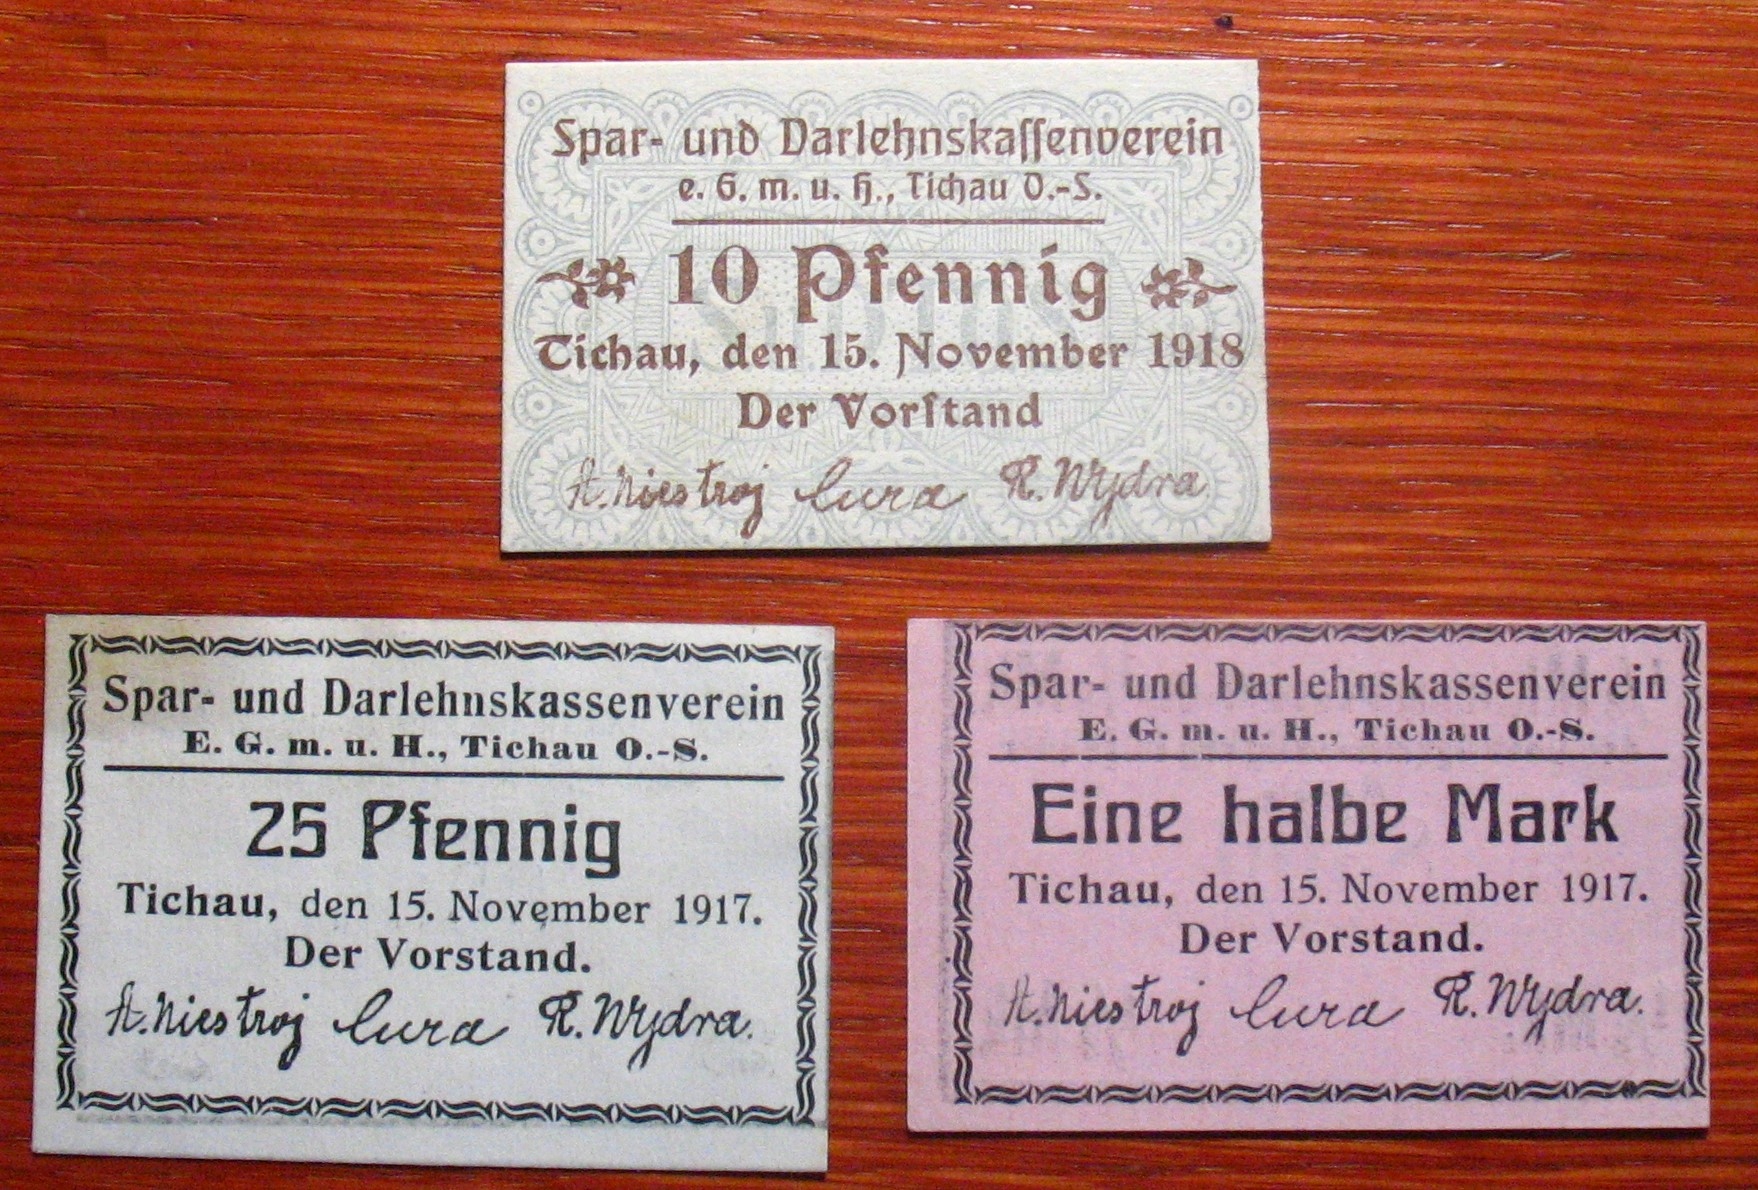 Spar- und Darlehnskaſſenverein
e. G. m. u. H., Tichau O.-S.
10 Pfennig
Tichau, den 15. November 1918
Der Vorſtand
A. Niestroj Cura R. Wydra
Spar- und Darlehnskassenverein
E. G. m. u. H., Tichau O.-S.
25 Pfennig
Tichau, den 15. November 1917.
Der Vorstand.
A. Niestroj Cura R. Wydra.
Spar- und Darlehnskassenverein
E. G. m. u. H., Tichau O.-S.
Eine halbe Mark
Tichau, den 15. November 1917.
Der Vorstand.
A. Niestroj Cura R. Wydra.